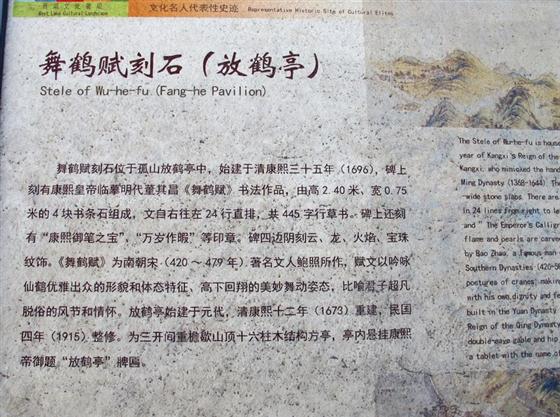 西湖文化景观
West Lake Cultural Landscape
文化名人代表性史迹
Representative Historic Site of Cultural Elites
舞鹤赋刻石（放鹤亭）
Stele of Wu-he-fu (Fang-he Pavilion)
舞鹤赋刻石位于孤山放鹤亭中，始建于清康熙三十五年（1696），碑上
刻有康熙皇帝临摹明代董其昌《舞鹤赋》书法作品，由高2.40米、宽0.75
米的4块书条石组成，文自右往左24行直排，共445字行草书。碑上还刻
有“康熙御笔之宝”，“万岁作暇”等印章。碑四边阴刻云、龙、火焰、宝珠
纹饰。《舞鹤赋》为南朝宋（420～479年）著名文人鲍照所作，赋文以吟咏
仙鹤优雅出众的形貌和体态特征、高下回翔的美妙舞动姿态，比喻君子超凡
脱俗的风节和情怀。放鹤亭始建于元代，清康熙十二年（1673）重建，民国
四年（1915）整修。为三开间重檐歇山顶十六柱木结构方亭，亭内悬挂康熙
帝御题“放鹤亭”牌匾。
The Stele of Wu-he-fu is hous
year of Kangxi's Reign of the
Kangxi, who mimicked the hand
Ming Dynasty (1368-1644). T
-wide stone slabs. There are
in 24 lines from right to le
and " The Emperor's Calligr
flame and pearls are carve
by Bao Zhao, a famous man
Southern Dynasties (420-
postures of cranes, makin
with his own dignity and
built in the Yuan Dynasty
Reign of the Qing Dynasty
double-eave gable and hip
a tablet with the name of